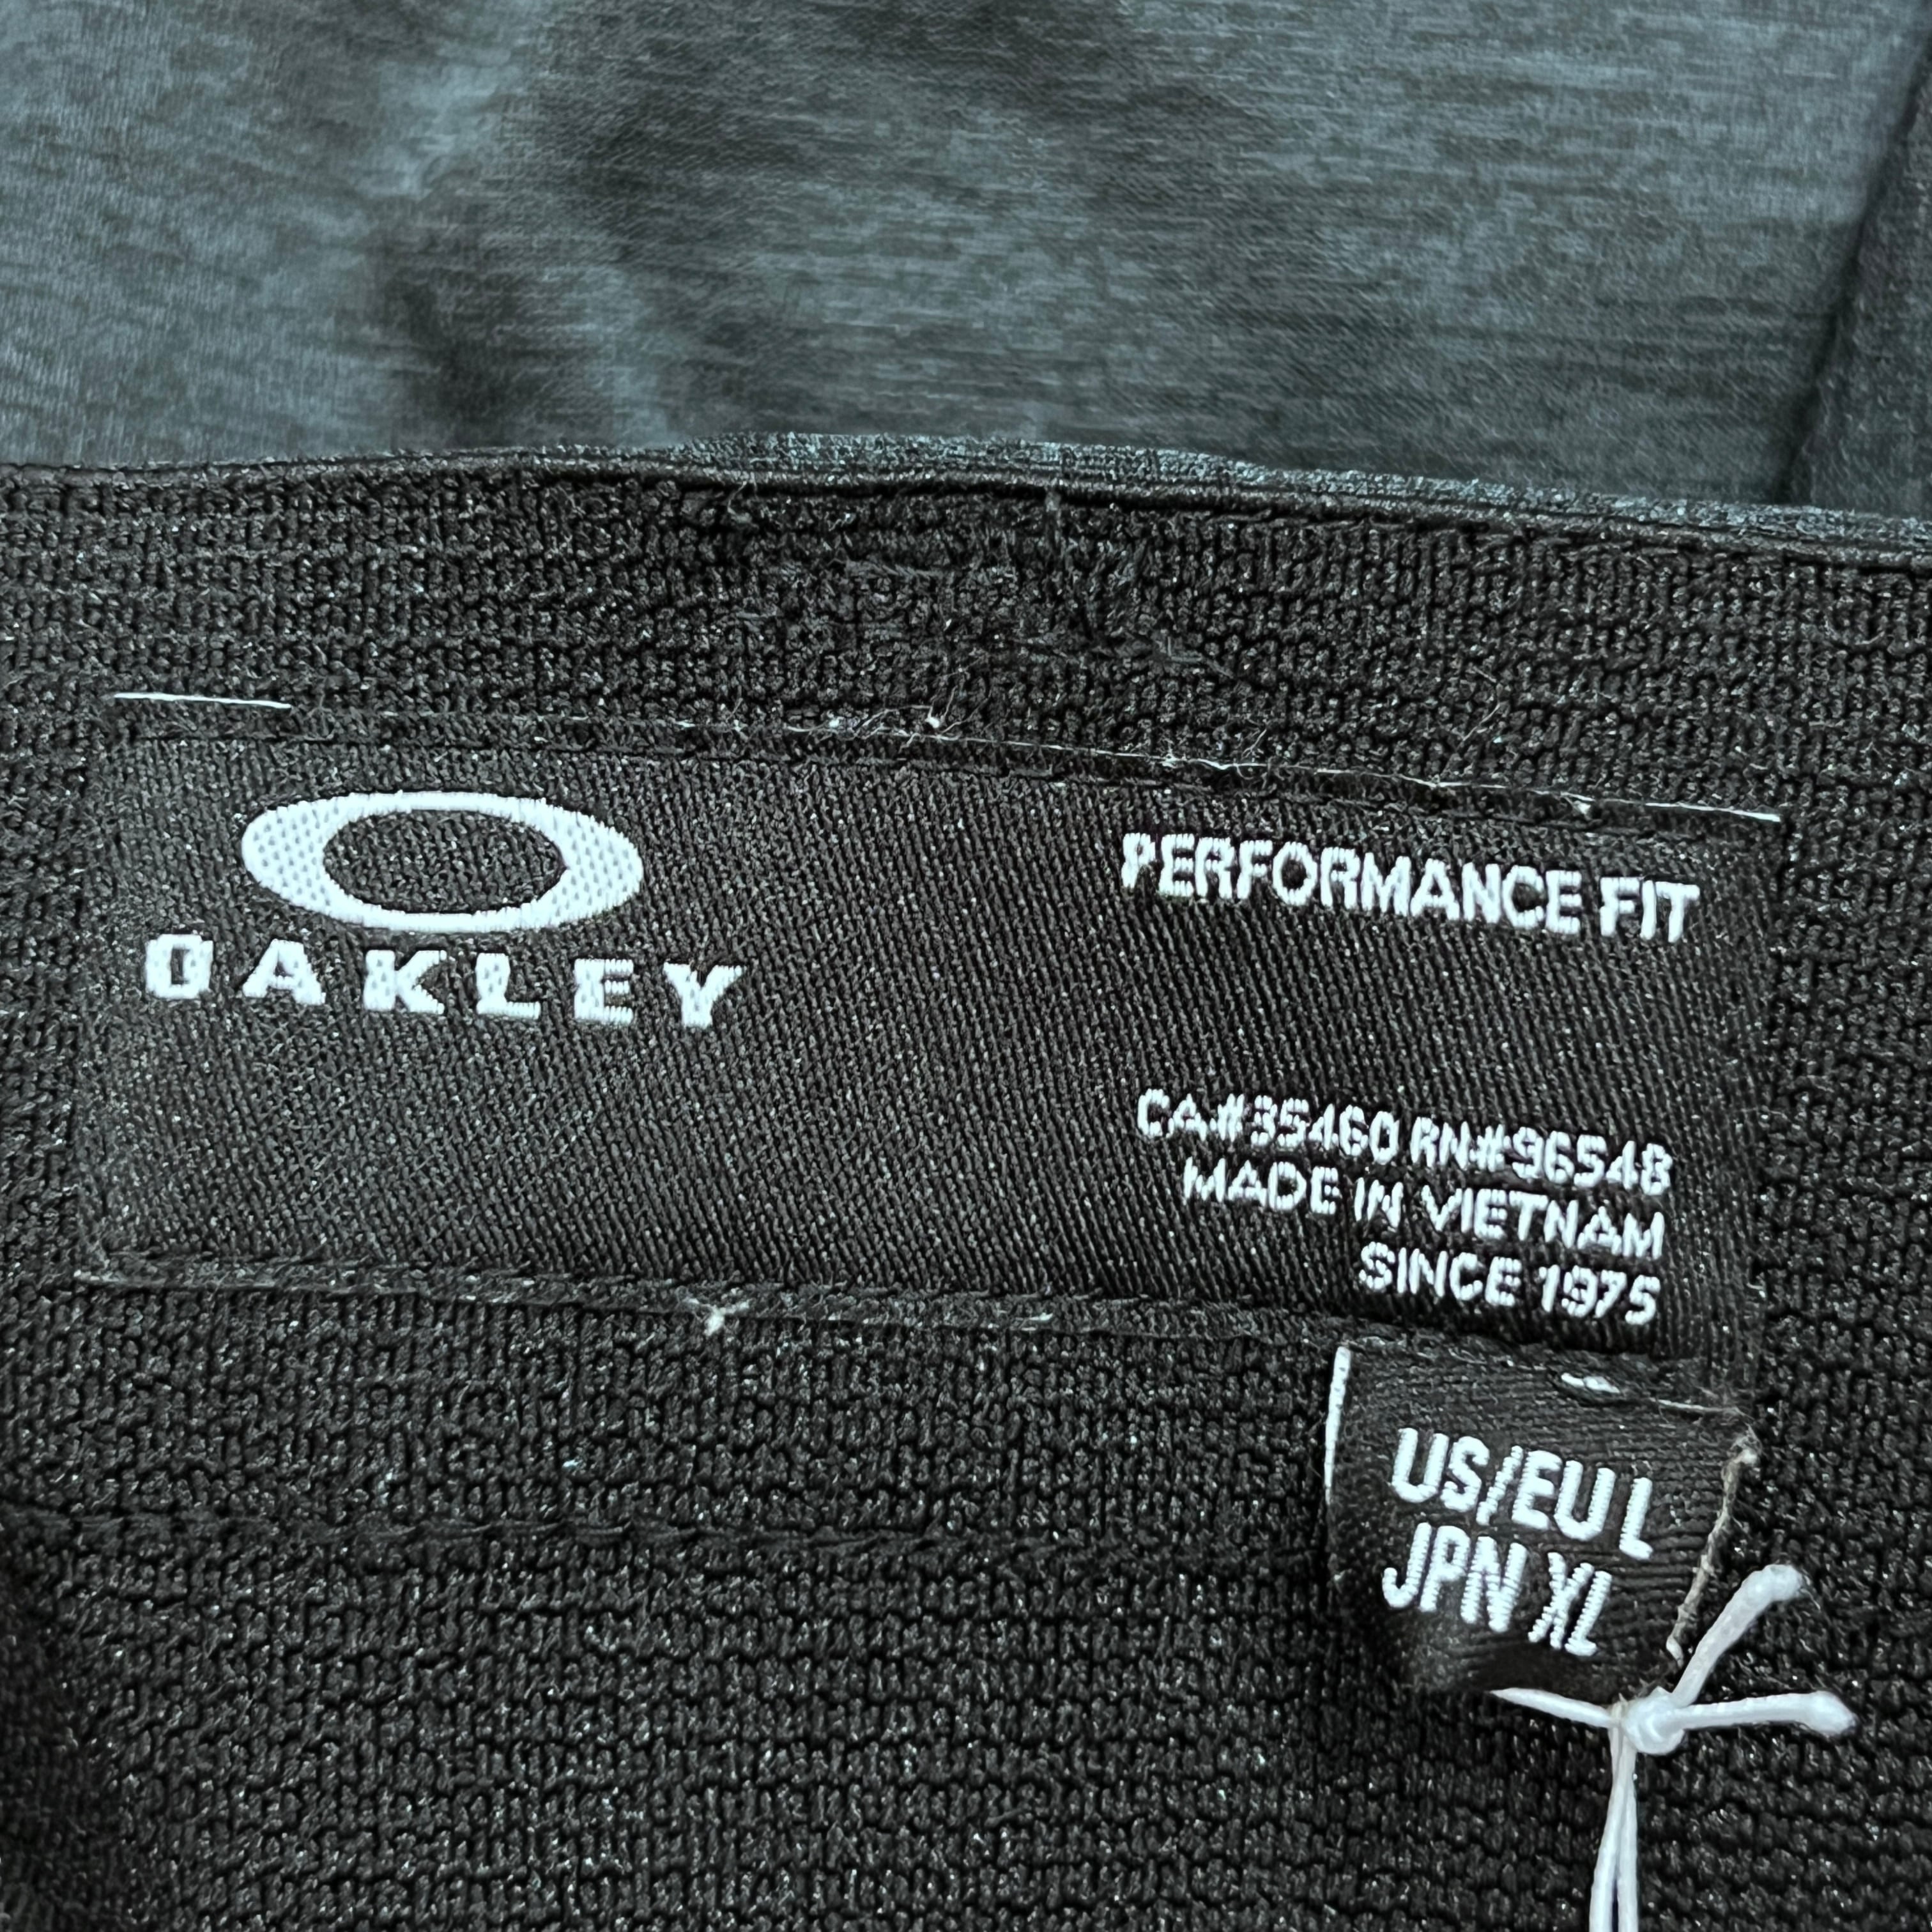 OAKLEY
PERFORMANCE FIT
CA#35460 RN#96548
MADE IN VIETNAM
SINCE 1975
US/EU L
JPN XL